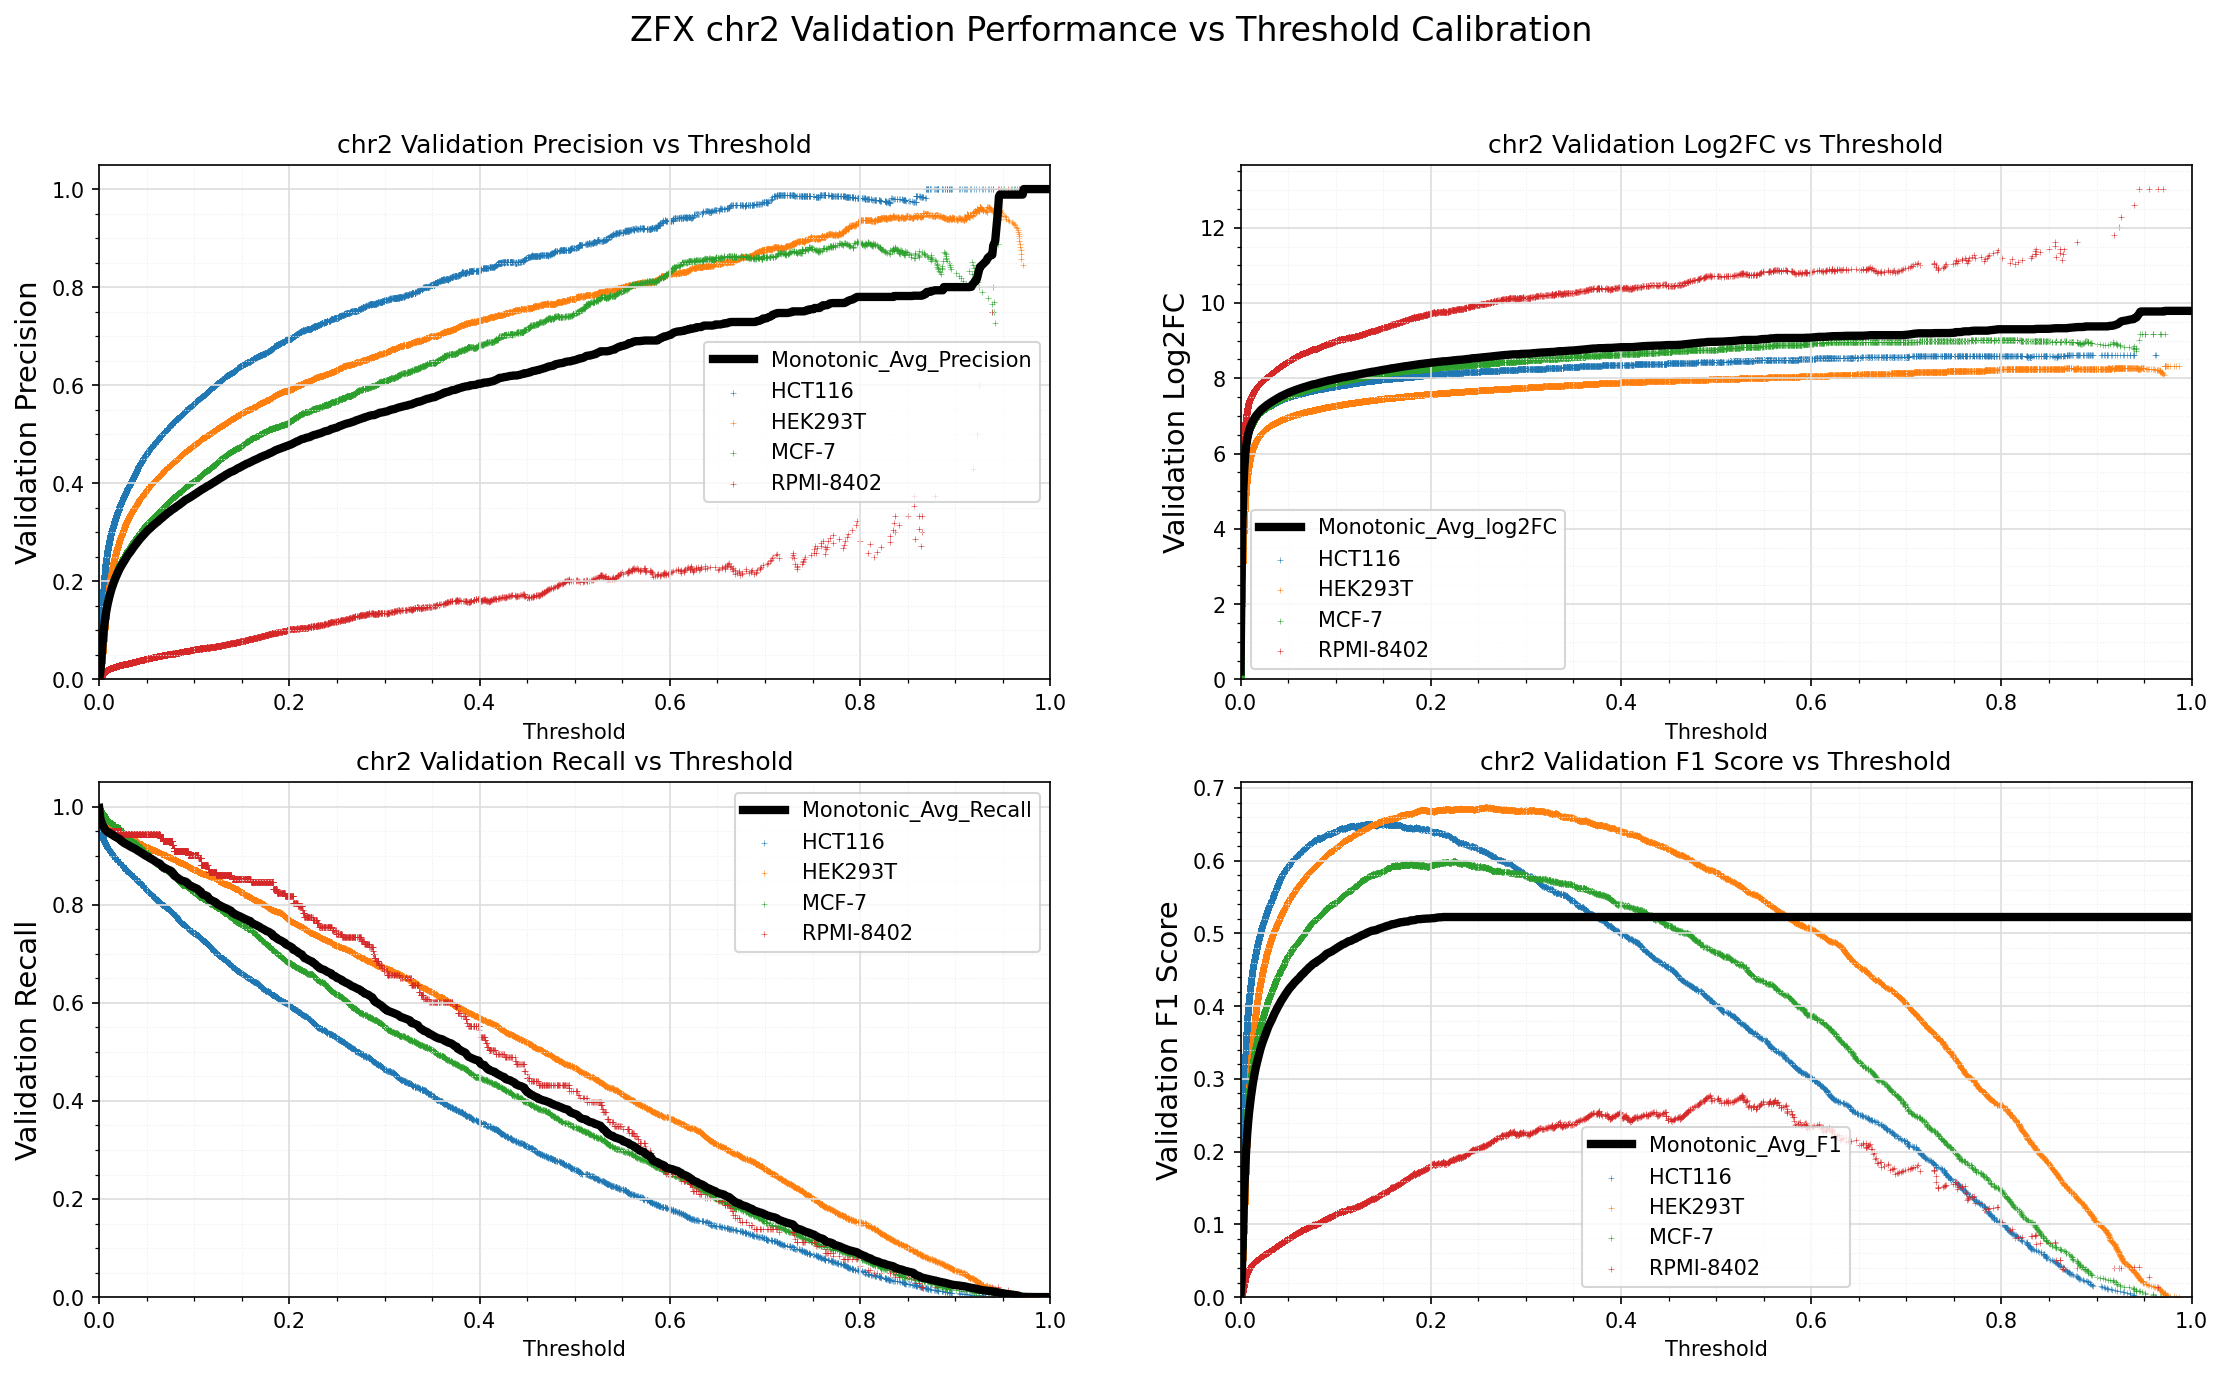 ZFX chr2 Validation Performance vs Threshold Calibration
chr2 Validation Precision vs Threshold
Validation Precision
1.0
0.8
0.6
0.4
0.2
0.0
Monotonic_Avg_Precision
HCT116
HEK293T
MCF-7
RPMI-8402
0.0 0.2 0.4 0.6 0.8 1.0
Threshold
chr2 Validation Log2FC vs Threshold
Validation Log2FC
12
10
8
6
4
2
0
Monotonic_Avg_log2FC
HCT116
HEK293T
MCF-7
RPMI-8402
0.0 0.2 0.4 0.6 0.8 1.0
Threshold
chr2 Validation Recall vs Threshold
Validation Recall
1.0
0.8
0.6
0.4
0.2
0.0
Monotonic_Avg_Recall
HCT116
HEK293T
MCF-7
RPMI-8402
0.0 0.2 0.4 0.6 0.8 1.0
Threshold
chr2 Validation F1 Score vs Threshold
Validation F1 Score
0.7
0.6
0.5
0.4
0.3
0.2
0.1
0.0
Monotonic_Avg_F1
HCT116
HEK293T
MCF-7
RPMI-8402
0.0 0.2 0.4 0.6 0.8 1.0
Threshold